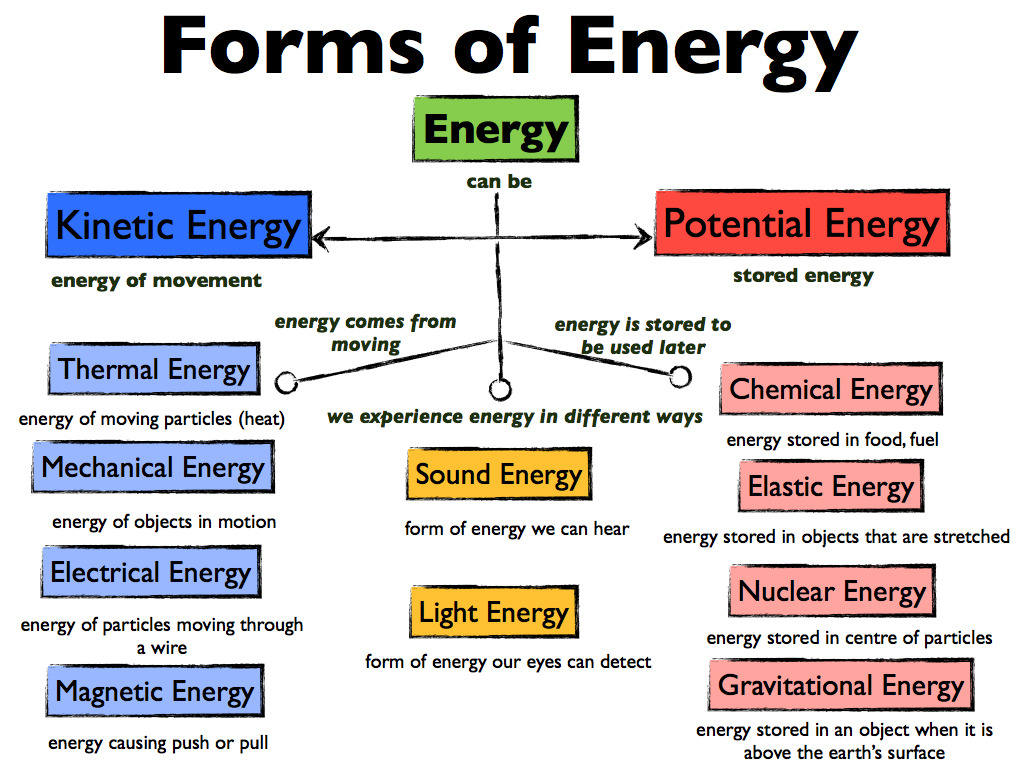 Forms of Energy
Energy
can be
Kinetic Energy
energy of movement
Potential Energy
stored energy
energy comes from
moving
energy is stored to
be used later
we experience energy in different ways
Thermal Energy
energy of moving particles (heat)
Mechanical Energy
energy of objects in motion
Electrical Energy
energy of particles moving through
a wire
Magnetic Energy
energy causing push or pull
Sound Energy
form of energy we can hear
Light Energy
form of energy our eyes can detect
Chemical Energy
energy stored in food, fuel
Elastic Energy
energy stored in objects that are stretched
Nuclear Energy
energy stored in centre of particles
Gravitational Energy
energy stored in an object when it is
above the earth's surface